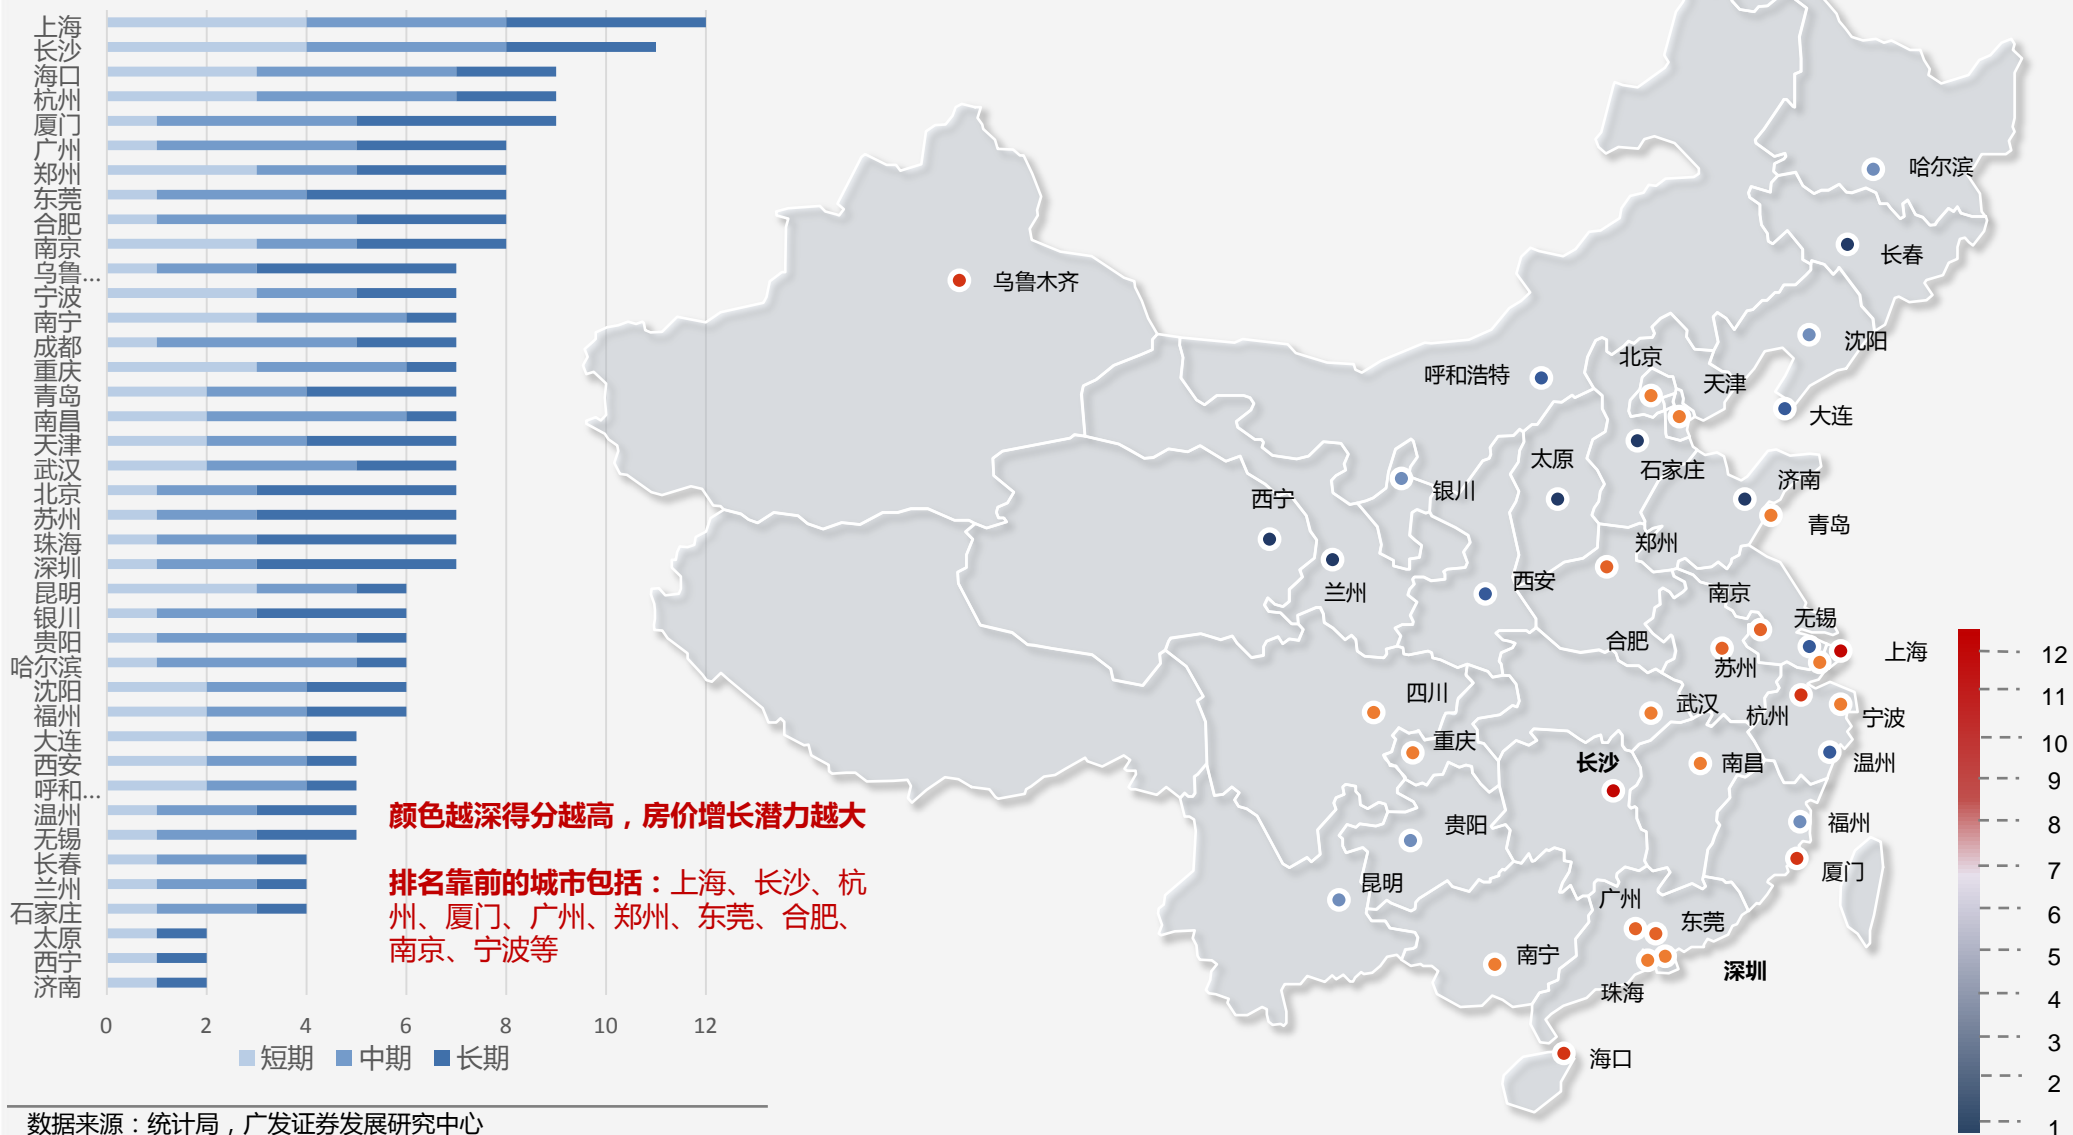 上海
长沙
海口
杭州
厦门
广州
郑州
东莞
合肥
南京
乌鲁...
宁波
南宁
成都
重庆
青岛
南昌
天津
武汉
北京
苏州
珠海
深圳
昆明
银川
贵阳
哈尔滨
沈阳
福州
大连
西安
呼和...
温州
无锡
长春
兰州
石家庄
太原
西宁
济南
0 2 4 6 8 10 12
短期 中期 长期
颜色越深得分越高，房价增长潜力越大
排名靠前的城市包括：上海、长沙、杭
州、厦门、广州、郑州、东莞、合肥、
南京、宁波等
数据来源：统计局，广发证券发展研究中心
哈尔滨
长春
乌鲁木齐
沈阳
北京
呼和浩特
天津
大连
太原
石家庄
济南
银川
西宁
青岛
郑州
西安
兰州
南京
无锡
合肥
上海
苏州
四川
武汉
杭州
宁波
重庆
长沙
南昌
温州
贵阳
福州
厦门
昆明
广州
东莞
南宁
深圳
珠海
海口
12
11
10
9
8
7
6
5
4
3
2
1